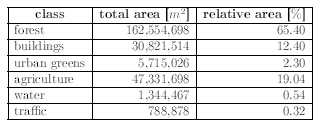 class total area [m²] relative area [%]
forest 162,554,698 65.40
buildings 30,821,514 12.40
urban greens 5,715,026 2.30
agriculture 47,331,698 19.04
water 1,344.467 0.54
traffic 788,878 0.32